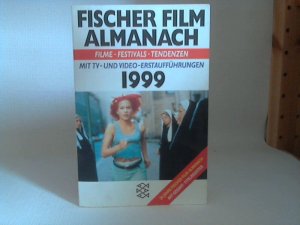 FISCHER FILM
ALMANACH
FILME · FESTIVALS · TENDENZEN
MIT TV- UND VIDEO-ERSTAUFFÜHRUNGEN
1999